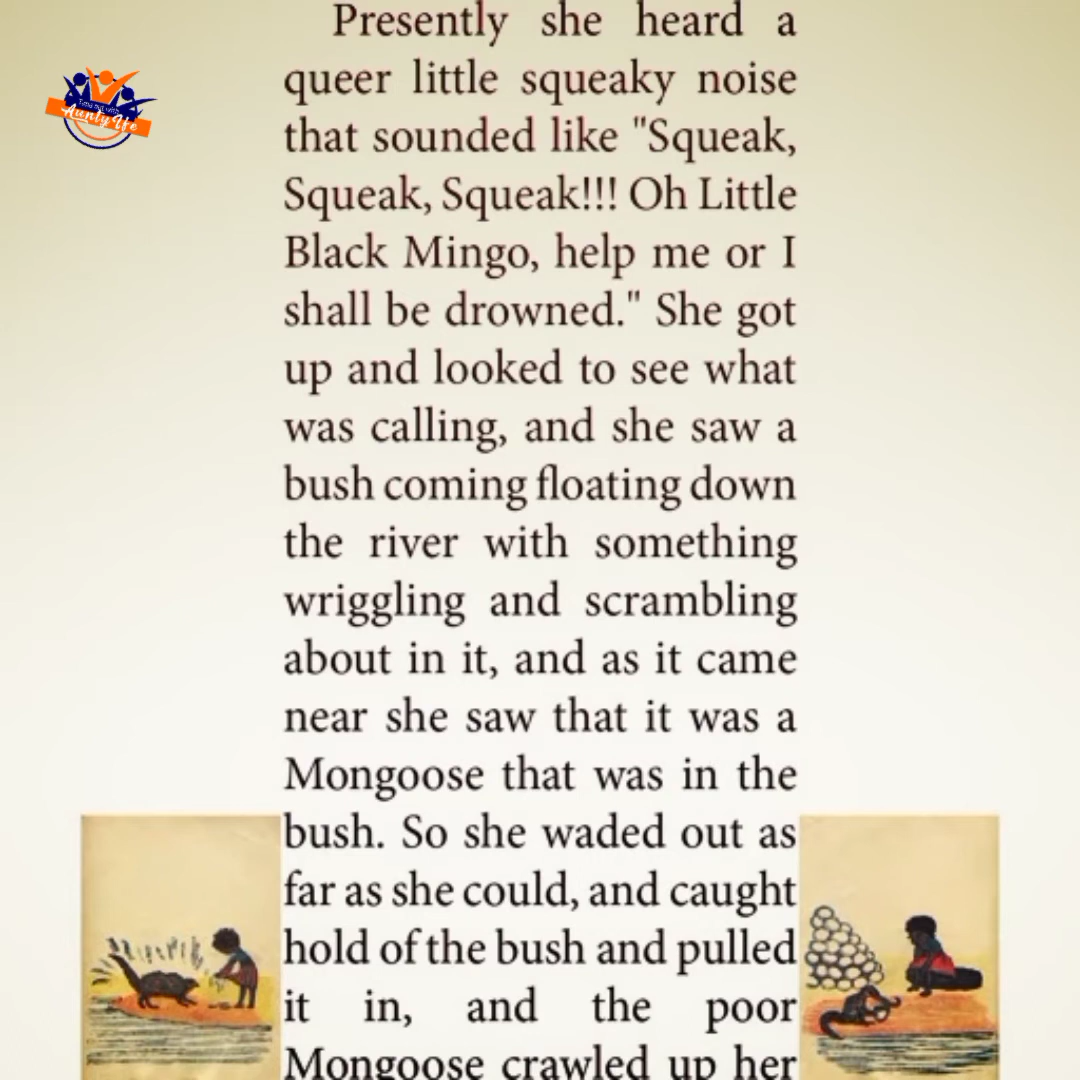 Presently she heard a
queer little squeaky noise
that sounded like "Squeak,
Squeak, Squeak!!! Oh Little
Black Mingo, help me or I
shall be drowned." She got
up and looked to see what
was calling, and she saw a
bush coming floating down
the river with something
wriggling and scrambling
about in it, and as it came
near she saw that it was a
Mongoose that was in the
bush. So she waded out as
far as she could, and caught
hold of the bush and pulled
it in, and the poor
Mongoose crawled up her
Time out with
Aunty Ife